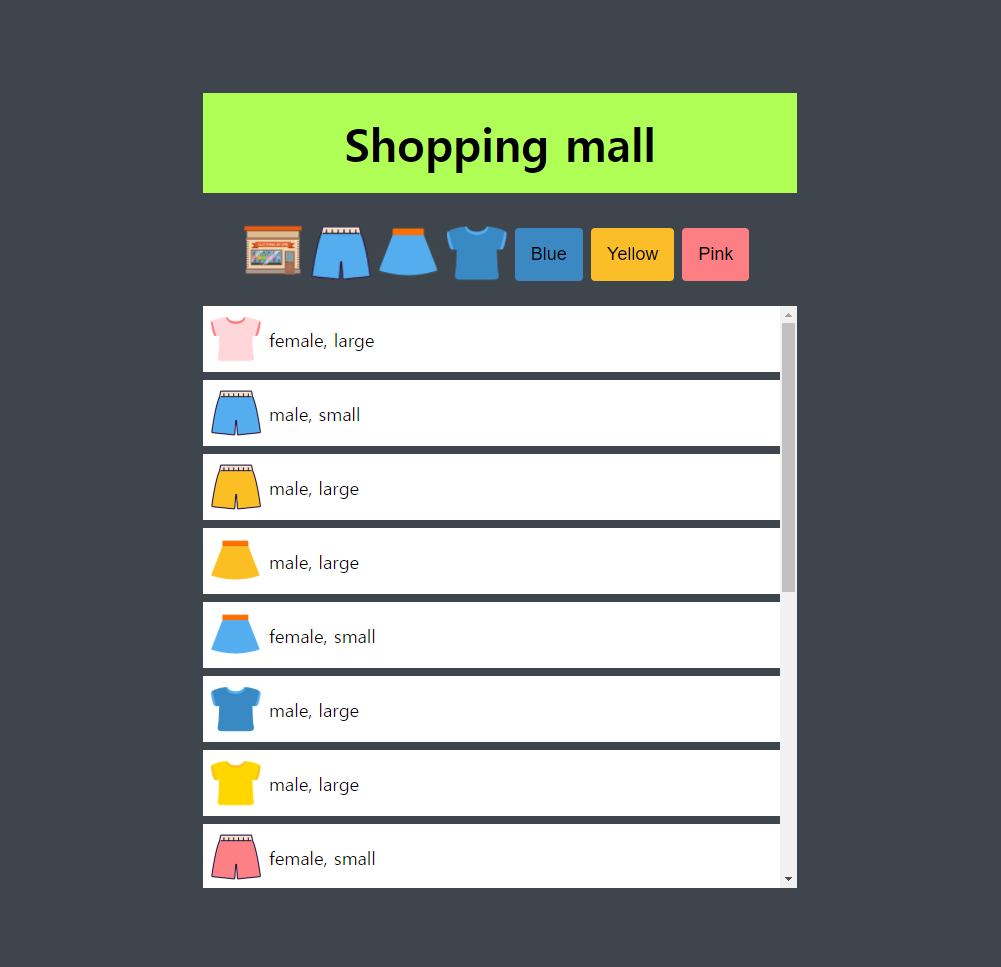 Shopping mall
Blue
Yellow
Pink
female, large
male, small
male, large
male, large
female, small
male, large
male, large
female, small